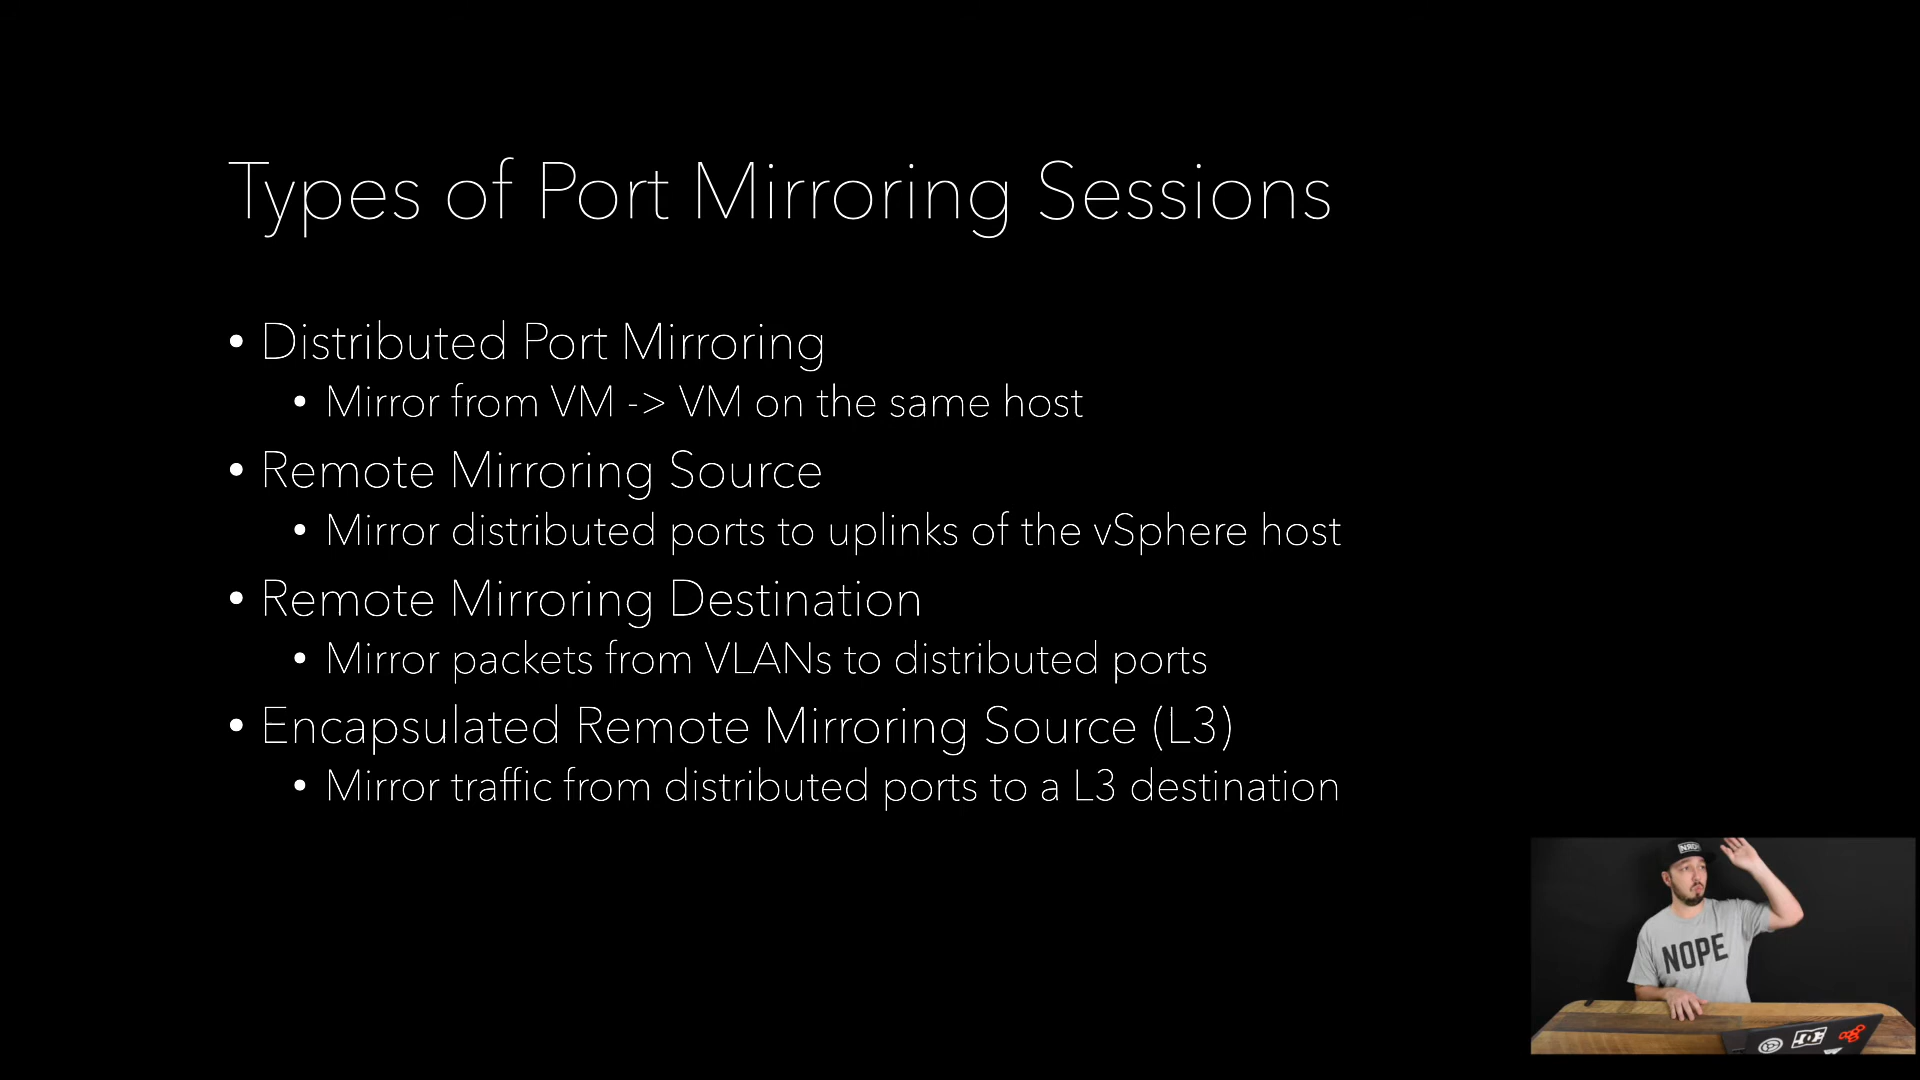 Types of Port Mirroring Sessions
• Distributed Port Mirroring
• Mirror from VM -> VM on the same host
• Remote Mirroring Source
• Mirror distributed ports to uplinks of the vSphere host
• Remote Mirroring Destination
• Mirror packets from VLANs to distributed ports
• Encapsulated Remote Mirroring Source (L3)
• Mirror traffic from distributed ports to a L3 destination
NOPE